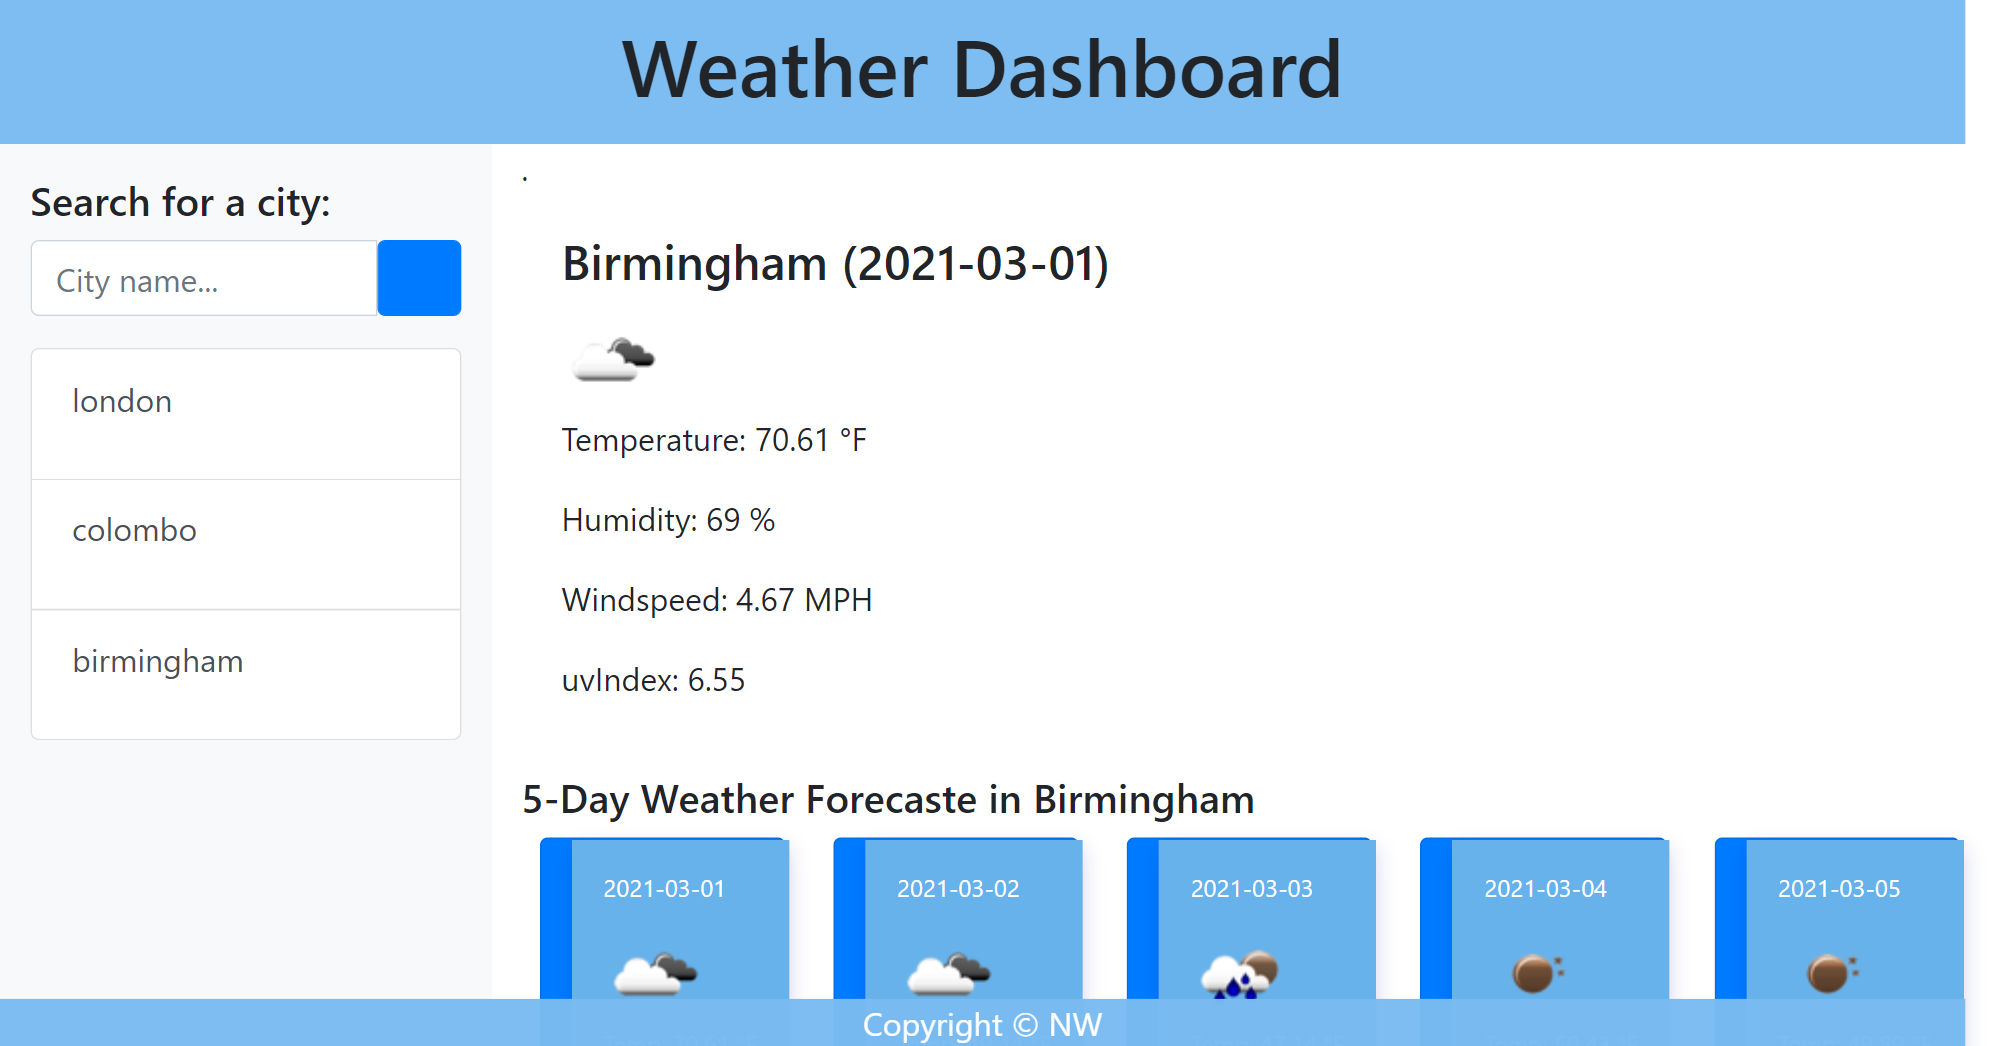 Weather Dashboard
Search for a city:
City name...
london
colombo
birmingham
.
Birmingham (2021-03-01)
Temperature: 70.61 °F
Humidity: 69 %
Windspeed: 4.67 MPH
uvIndex: 6.55
5-Day Weather Forecaste in Birmingham
2021-03-01
2021-03-02
2021-03-03
2021-03-04
2021-03-05
Copyright © NW